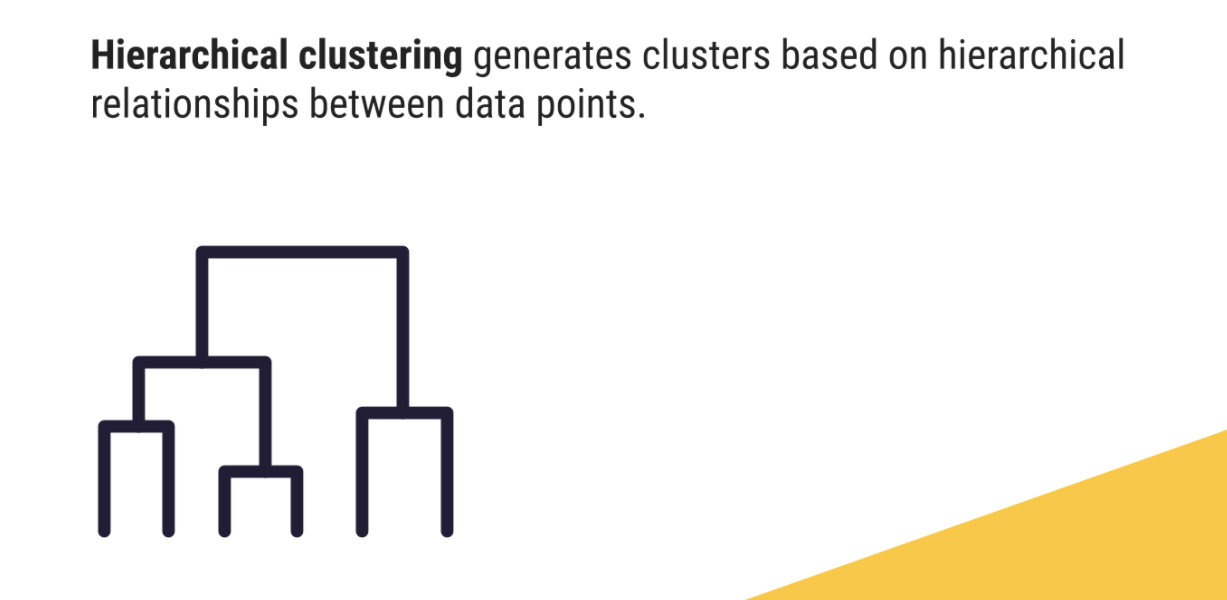 Hierarchical clustering generates clusters based on hierarchical
relationships between data points.